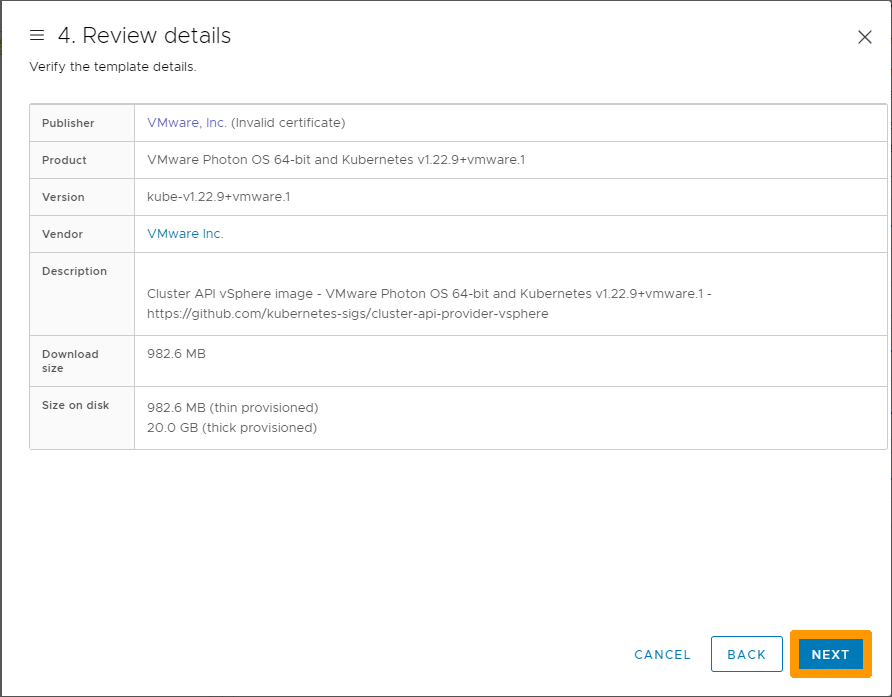 4. Review details
Verify the template details.
Publisher VMware, Inc. (Invalid certificate)
Product VMware Photon OS 64-bit and Kubernetes v1.22.9+vmware.1
Version kube-v1.22.9+vmware.1
Vendor VMware Inc.
Description
Cluster API vSphere image - VMware Photon OS 64-bit and Kubernetes v1.22.9+vmware.1 -
https://github.com/kubernetes-sigs/cluster-api-provider-vsphere
Download 982.6 MB
size
Size on disk 982.6 MB (thin provisioned)
20.0 GB (thick provisioned)
CANCEL BACK NEXT